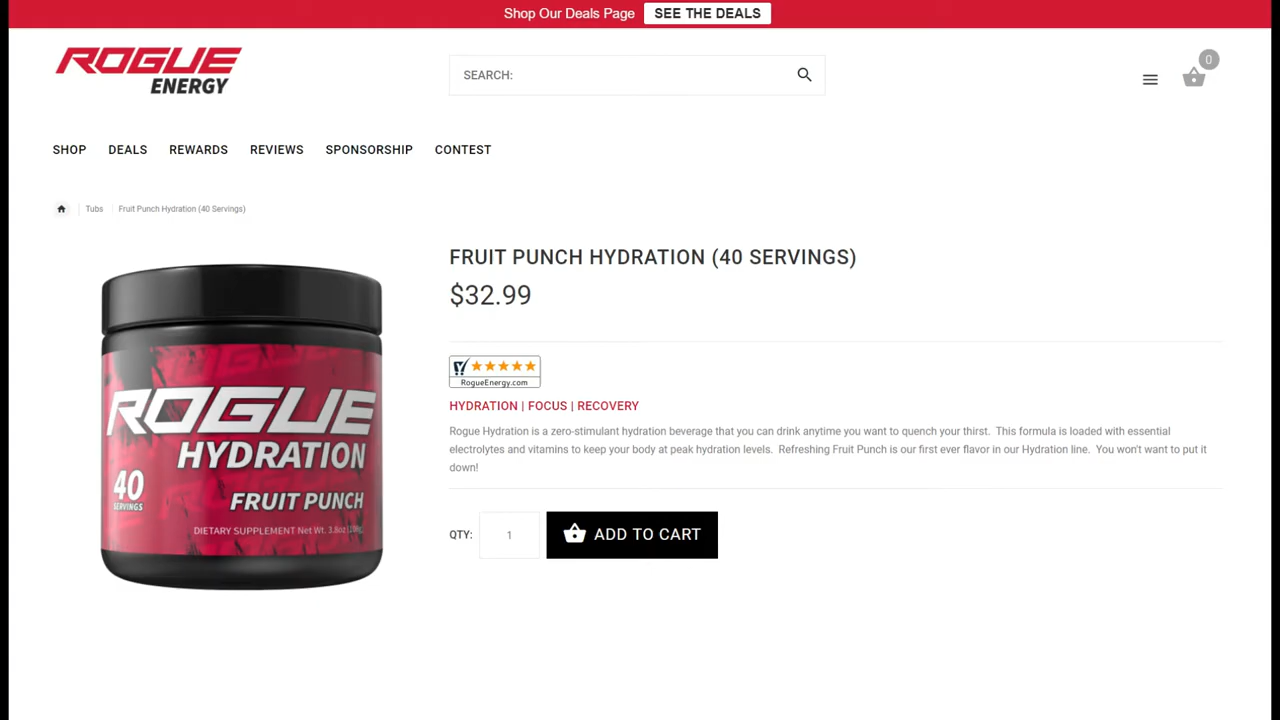 Shop Our Deals Page SEE THE DEALS
ROGUE
ENERGY
SEARCH:
0
SHOP DEALS REWARDS REVIEWS SPONSORSHIP CONTEST
Tubs Fruit Punch Hydration (40 Servings)
FRUIT PUNCH HYDRATION (40 SERVINGS)
$32.99
RogueEnergy.com
HYDRATION | FOCUS | RECOVERY
Rogue Hydration is a zero-stimulant hydration beverage that you can drink anytime you want to quench your thirst. This formula is loaded with essential
electrolytes and vitamins to keep your body at peak hydration levels. Refreshing Fruit Punch is our first ever flavor in our Hydration line. You won't want to put it
down!
QTY: 1 ADD TO CART
ROGUE
HYDRATION
40
SERVINGS
FRUIT PUNCH
DIETARY SUPPLEMENT Net Wt.